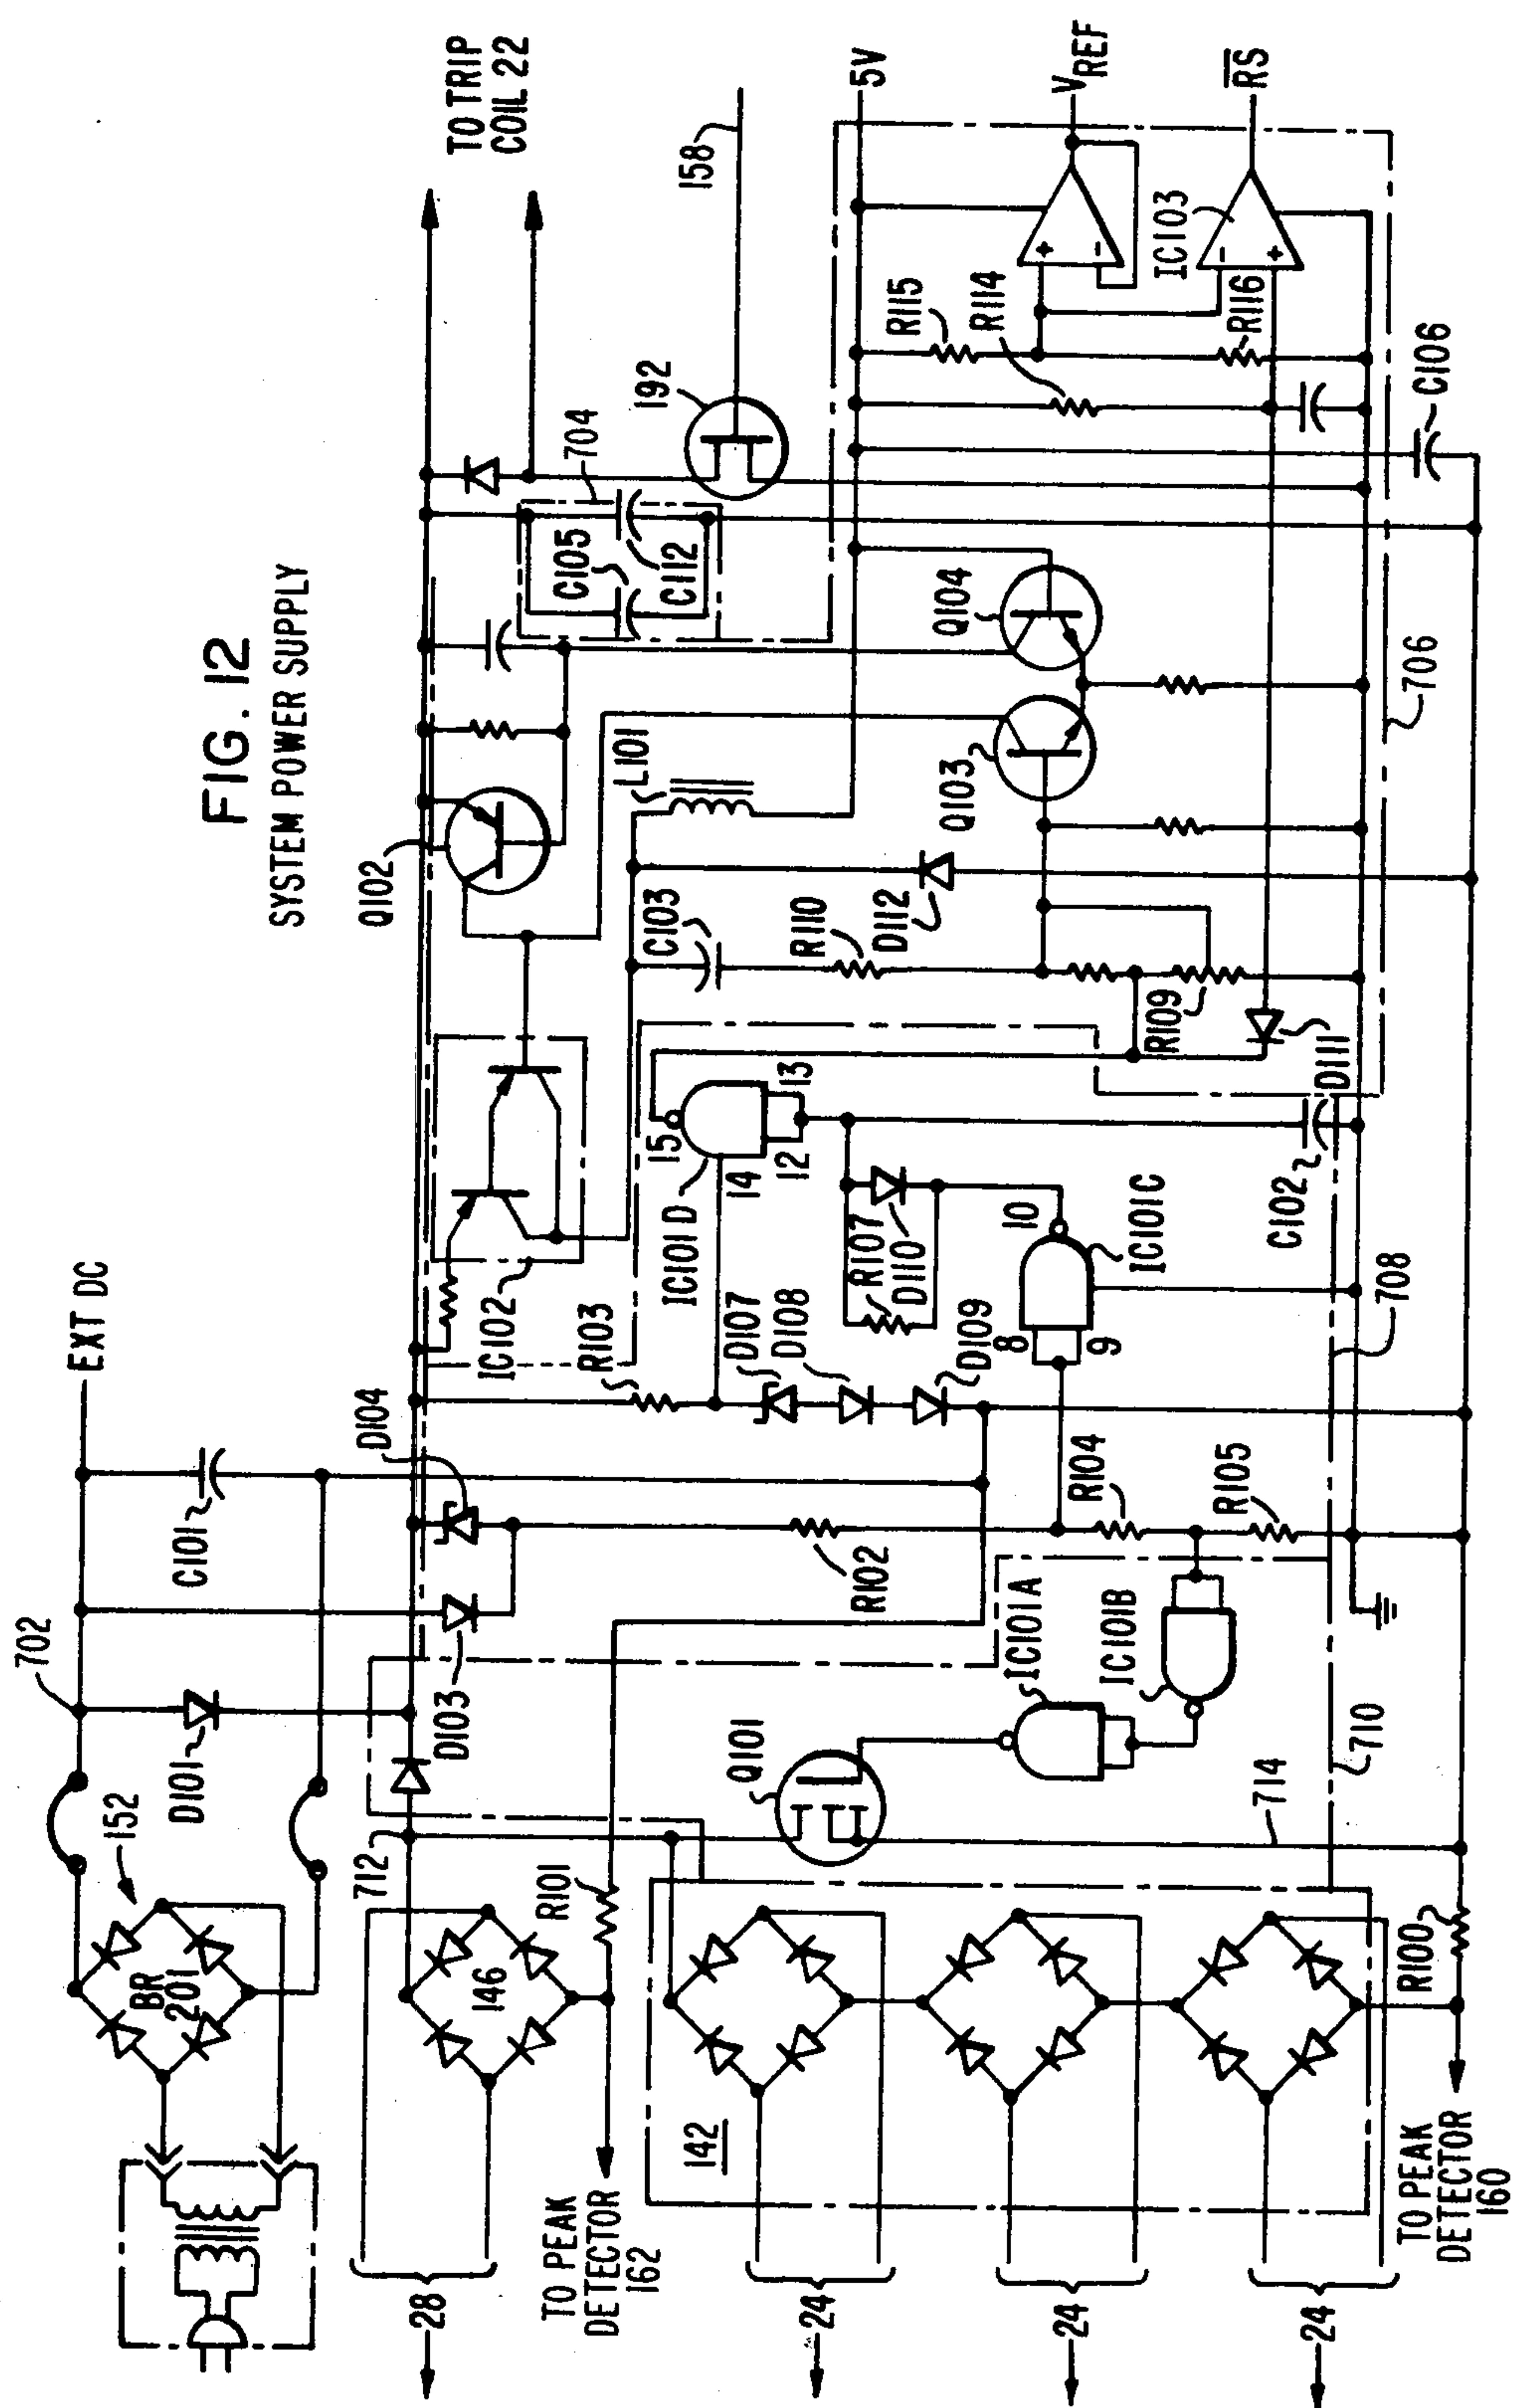 FIG. 12
SYSTEM POWER SUPPLY
702
EXT DC
152
BR
201
D101
C101
D104
TO TRIP
COIL 22
Q102
712
D103
IC102
R103
L101
C105
C112
704
192
158
28
146
R101
TO PEAK
DETECTOR
162
R102
D107
D108
D109
IC101D
15
14
13
12
C103
R110
D112
5V
Q101
R107
D110
Q103
Q104
R115
R114
VREF
IC101A
8
9
10
IC101C
R104
R109
+
-
IC103
-
+
R116
RS
142
24
24
24
IC101B
R105
C102
D111
714
710
708
706
C106
R100
TO PEAK
DETECTOR
160